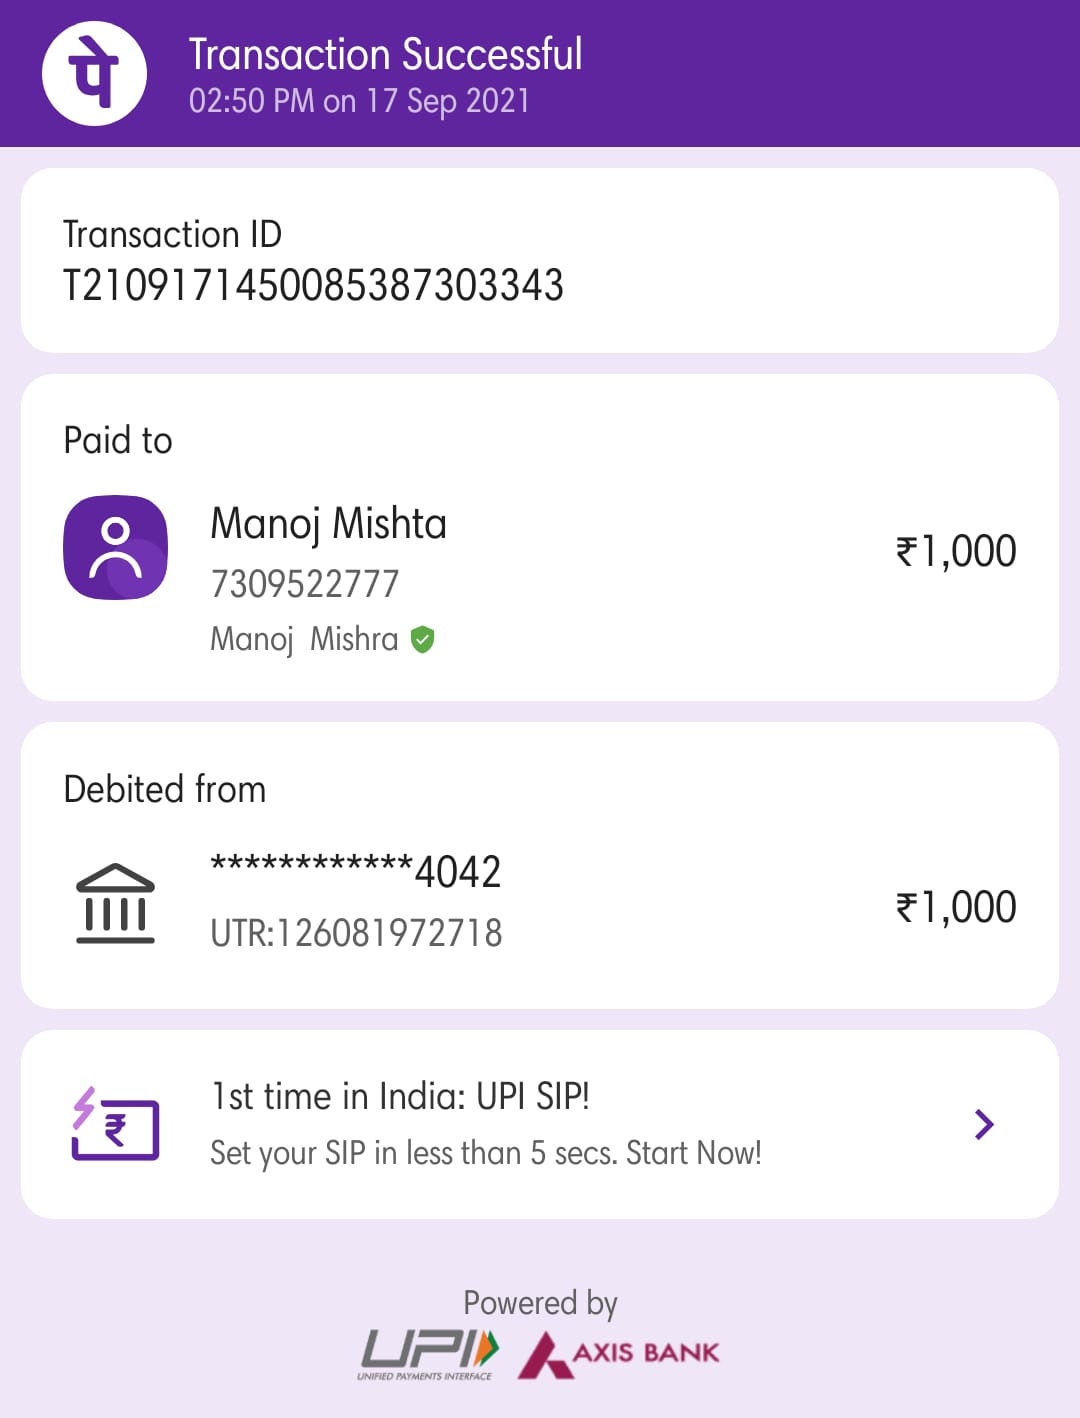 पे
Transaction Successful
02:50 PM on 17 Sep 2021
Transaction ID
T2109171450085387303343
Paid to
Manoj Mishta
7309522777
Manoj  Mishra
₹1,000
Debited from
************4042
UTR:126081972718
₹1,000
₹
1st time in India: UPI SIP!
Set your SIP in less than 5 secs. Start Now!
Powered by
UPI
UNIFIED PAYMENTS INTERFACE
AXIS BANK